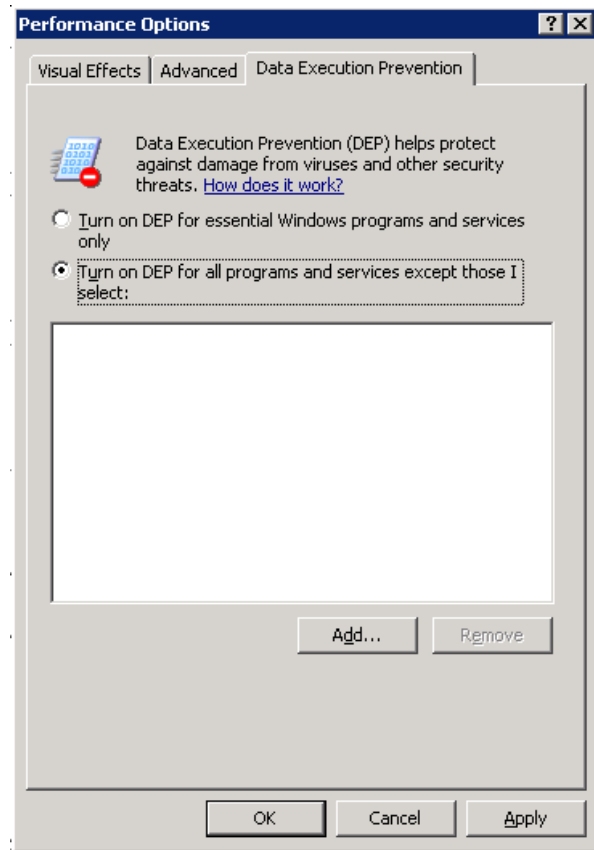 Performance Options
Visual Effects
Advanced
Data Execution Prevention
Data Execution Prevention (DEP) helps protect
against damage from viruses and other security
threats. How does it work?
Turn on DEP for essential Windows programs and services
only
Turn on DEP for all programs and services except those I
select:
Add...
Remove
OK
Cancel
Apply